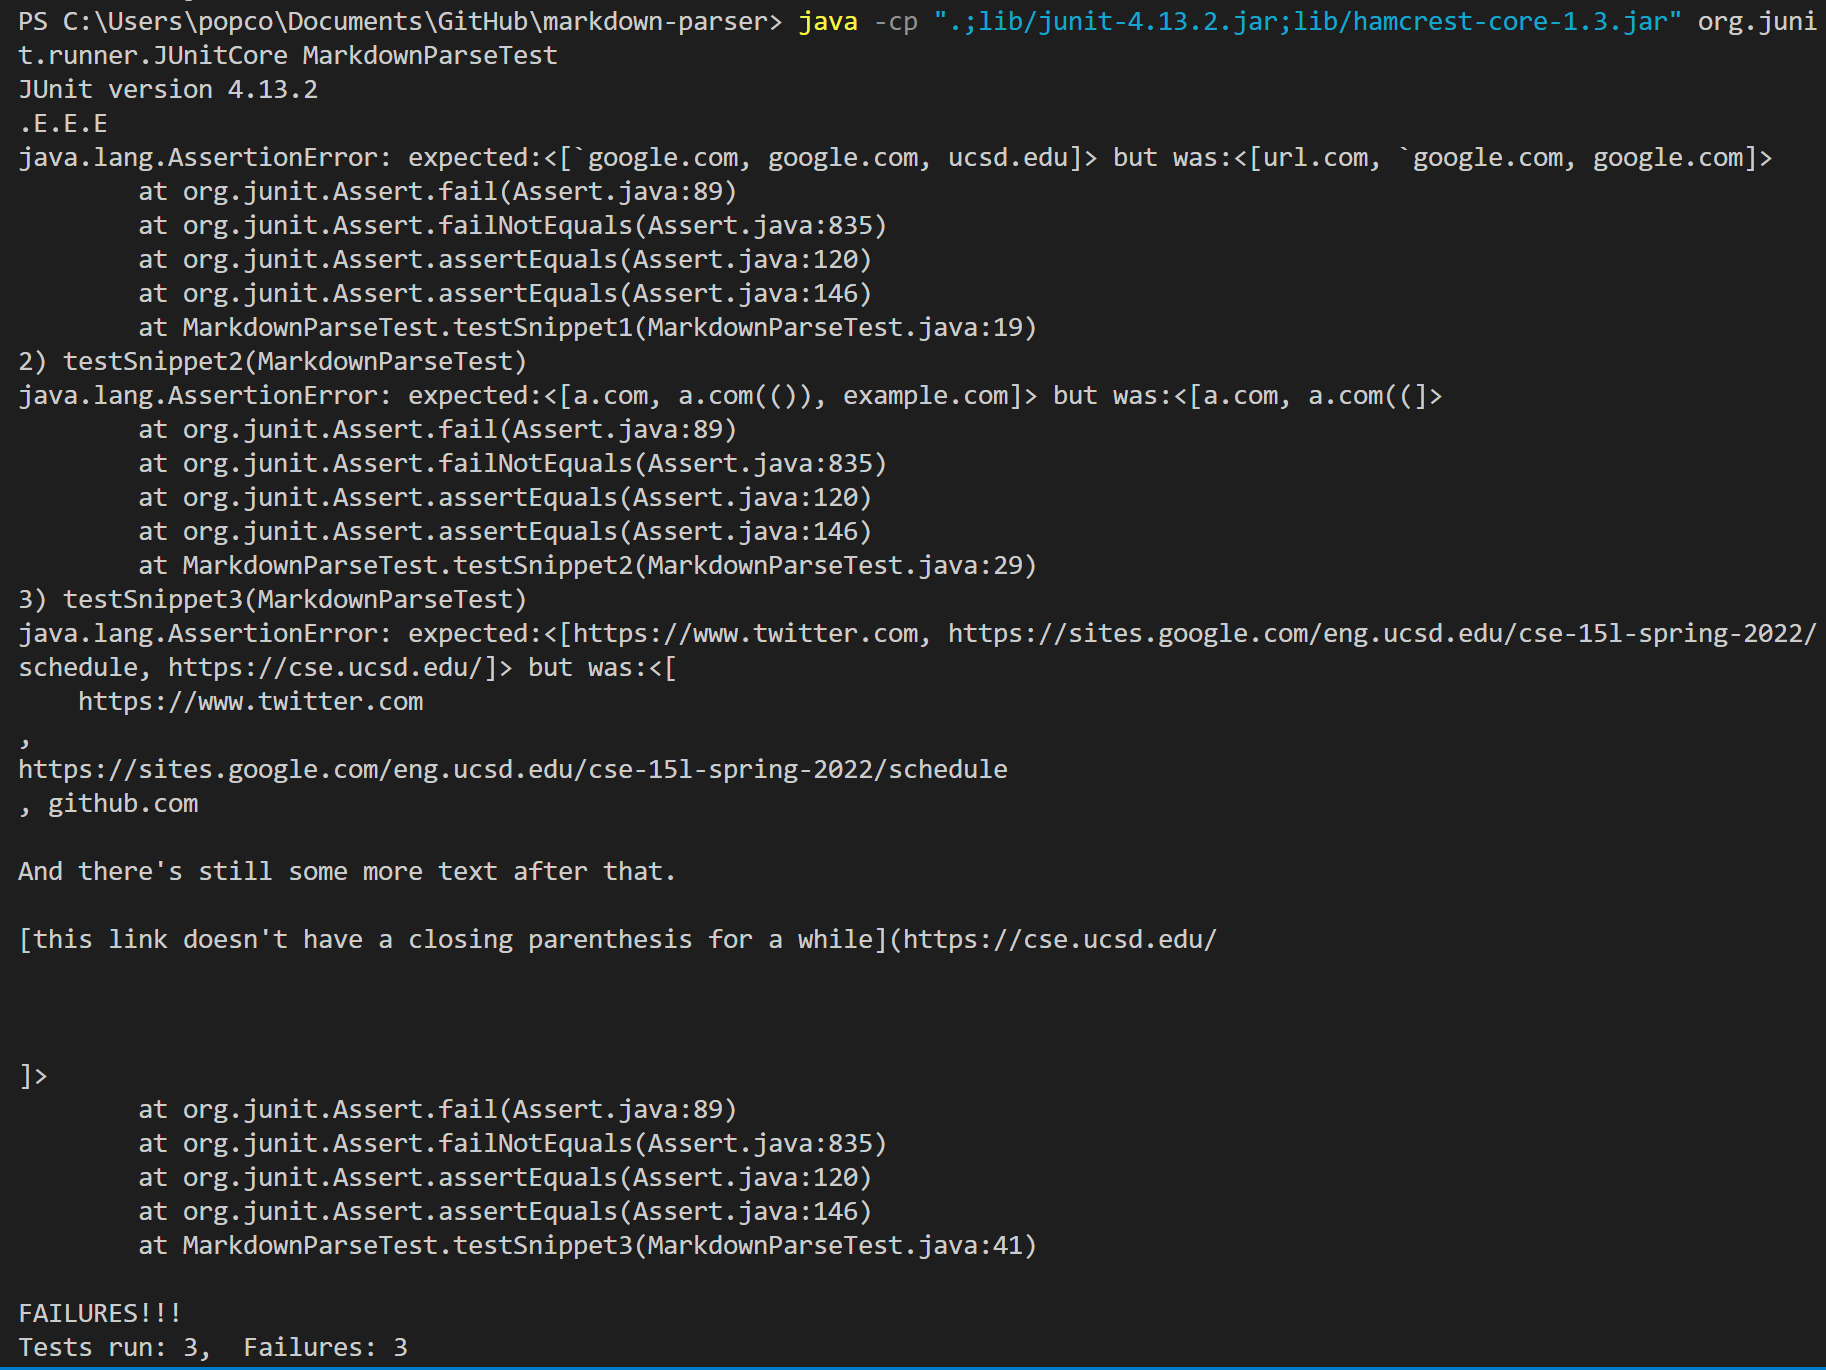 PS C:\Users\popco\Documents\GitHub\markdown-parser> java -cp ".;lib/junit-4.13.2.jar;lib/hamcrest-core-1.3.jar" org.juni
t.runner.JUnitCore MarkdownParseTest
JUnit version 4.13.2
.E.E.E
java.lang.AssertionError: expected:<[`google.com, google.com, ucsd.edu]> but was:<[url.com, `google.com, google.com]>
        at org.junit.Assert.fail(Assert.java:89)
        at org.junit.Assert.failNotEquals(Assert.java:835)
        at org.junit.Assert.assertEquals(Assert.java:120)
        at org.junit.Assert.assertEquals(Assert.java:146)
        at MarkdownParseTest.testSnippet1(MarkdownParseTest.java:19)
2) testSnippet2(MarkdownParseTest)
java.lang.AssertionError: expected:<[a.com, a.com(()), example.com]> but was:<[a.com, a.com((]>
        at org.junit.Assert.fail(Assert.java:89)
        at org.junit.Assert.failNotEquals(Assert.java:835)
        at org.junit.Assert.assertEquals(Assert.java:120)
        at org.junit.Assert.assertEquals(Assert.java:146)
        at MarkdownParseTest.testSnippet2(MarkdownParseTest.java:29)
3) testSnippet3(MarkdownParseTest)
java.lang.AssertionError: expected:<[https://www.twitter.com, https://sites.google.com/eng.ucsd.edu/cse-15l-spring-2022/
schedule, https://cse.ucsd.edu/]> but was:<[
    https://www.twitter.com
,
https://sites.google.com/eng.ucsd.edu/cse-15l-spring-2022/schedule
, github.com

And there's still some more text after that.

[this link doesn't have a closing parenthesis for a while](https://cse.ucsd.edu/



]>
        at org.junit.Assert.fail(Assert.java:89)
        at org.junit.Assert.failNotEquals(Assert.java:835)
        at org.junit.Assert.assertEquals(Assert.java:120)
        at org.junit.Assert.assertEquals(Assert.java:146)
        at MarkdownParseTest.testSnippet3(MarkdownParseTest.java:41)

FAILURES!!!
Tests run: 3,  Failures: 3